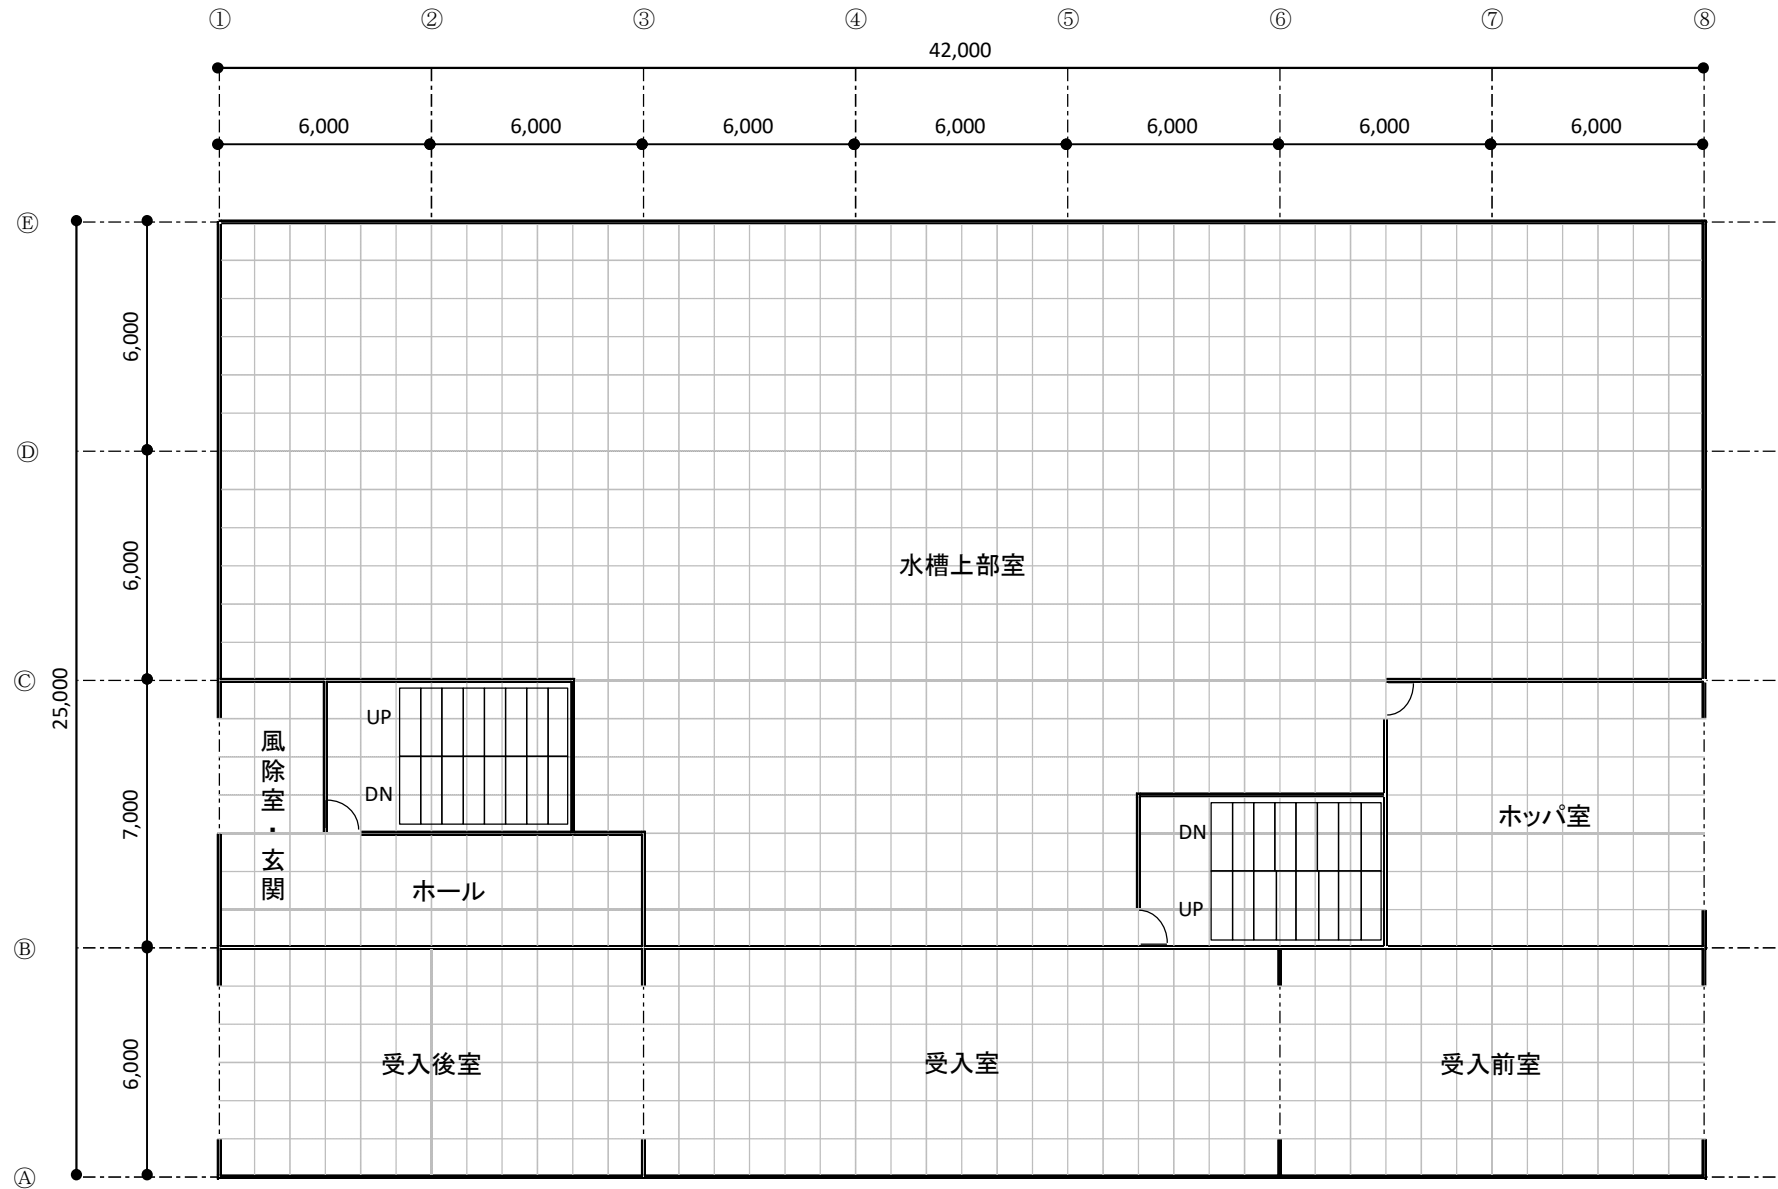 ① ② ③ ④ ⑤ ⑥ ⑦ ⑧
42,000
6,000 6,000 6,000 6,000 6,000 6,000 6,000
Ⓔ
6,000
Ⓓ
6,000
水槽上部室
Ⓒ
25,000
7,000
UP
DN
風除室・玄関
ホール
DN
UP
ホッパ室
Ⓑ
6,000
受入後室
受入室
受入前室
Ⓐ